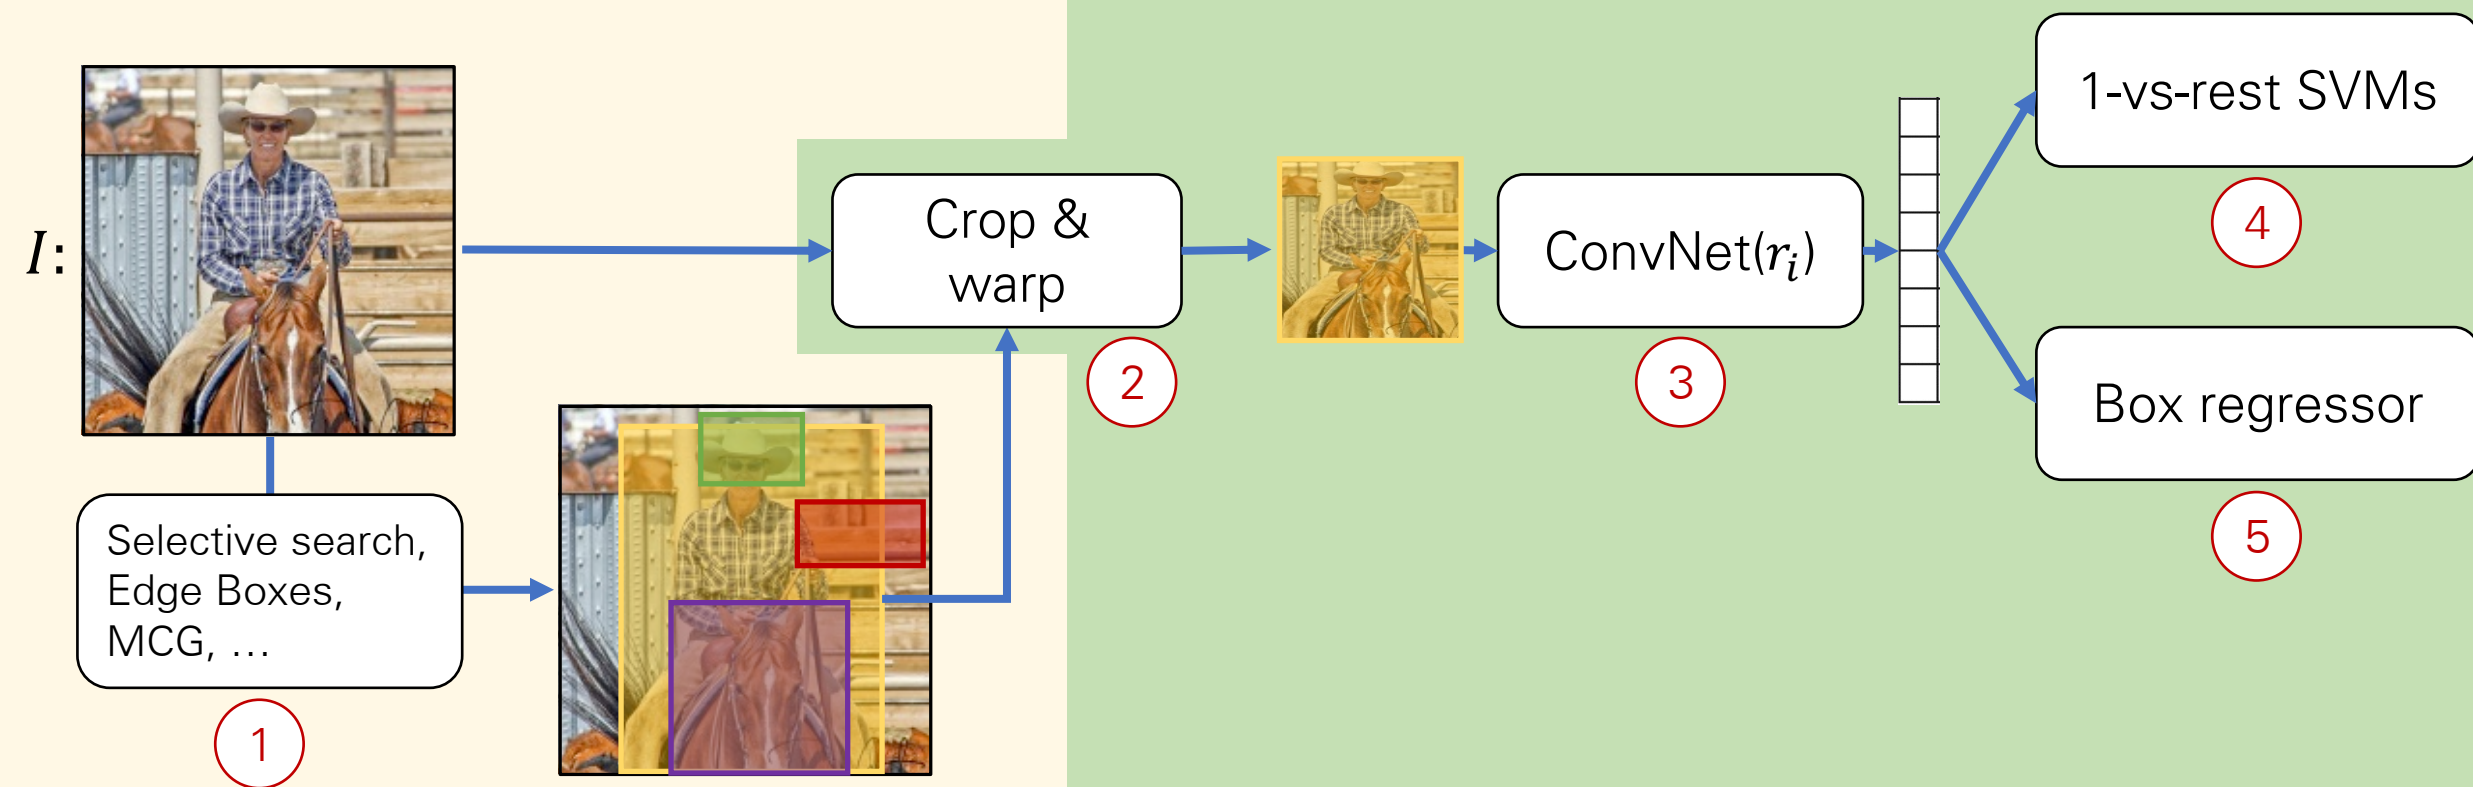 I:
Selective search,
Edge Boxes,
MCG, ...
1
Crop &
warp
2
ConvNet(rᵢ)
3
1-vs-rest SVMs
4
Box regressor
5